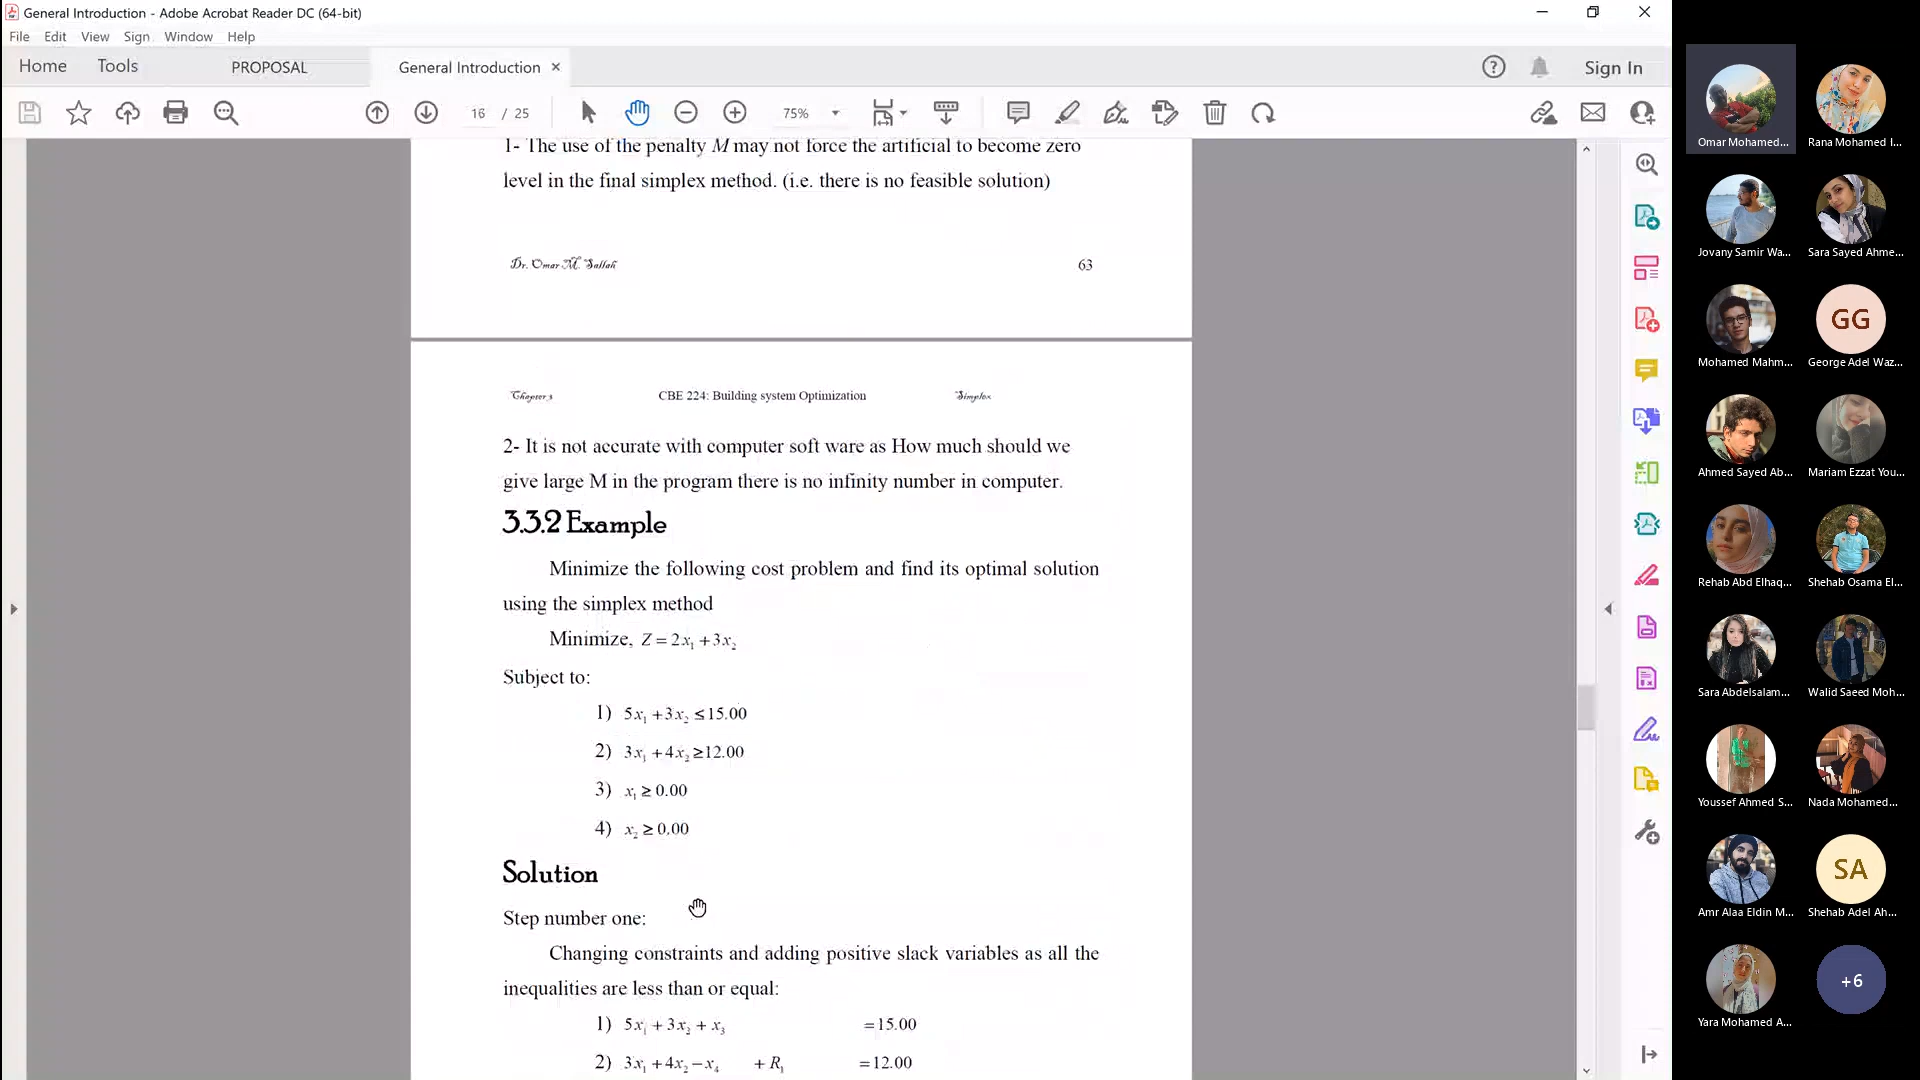 General Introduction - Adobe Acrobat Reader DC (64-bit)
File Edit View Sign Window Help
Home Tools PROPOSAL General Introduction × Sign In
16 / 25 75%
1- The use of the penalty M may not force the artificial to become zero
level in the final simplex method. (i.e. there is no feasible solution)
Dr. Omar M. Sallah 63
Chapter 3 CBE 224: Building system Optimization Simplex
2- It is not accurate with computer soft ware as How much should we
give large M in the program there is no infinity number in computer.
3.3.2 Example
Minimize the following cost problem and find its optimal solution
using the simplex method
Minimize, Z = 2x₁ + 3x₂
Subject to:
1) 5x₁ + 3x₂ ≤ 15.00
2) 3x₁ + 4x₂ ≥ 12.00
3) x₁ ≥ 0.00
4) x₂ ≥ 0.00
Solution
Step number one:
Changing constraints and adding positive slack variables as all the
inequalities are less than or equal:
1) 5x₁ + 3x₂ + x₃ = 15.00
2) 3x₁ + 4x₂ − x₄ + R₁ = 12.00
Omar Mohamed... Rana Mohamed I...
Jovany Samir Wa... Sara Sayed Ahme...
GG
Mohamed Mahm... George Adel Waz...
Ahmed Sayed Ab... Mariam Ezzat You...
Rehab Abd Elhaq... Shehab Osama El...
Sara Abdelsalam... Walid Saeed Moh...
Youssef Ahmed S... Nada Mohamed...
SA
Amr Alaa Eldin M... Shehab Adel Ah...
+6
Yara Mohamed A...